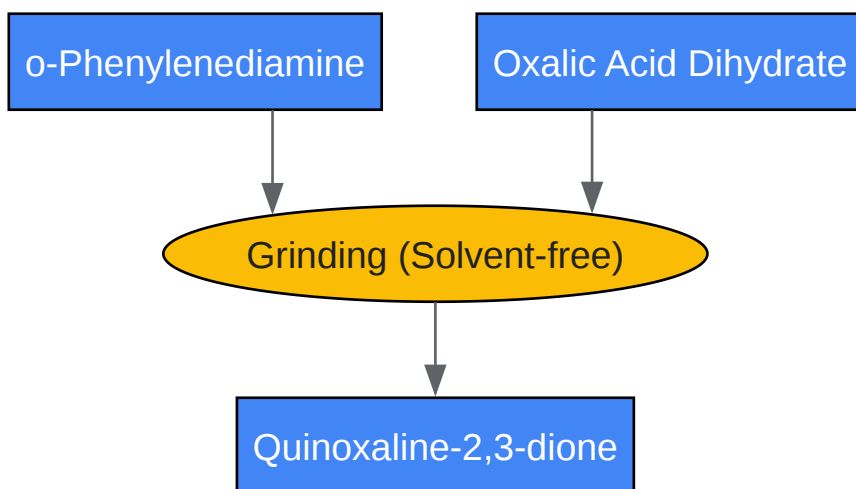 o-Phenylenediamine
Oxalic Acid Dihydrate
Grinding (Solvent-free)
Quinoxaline-2,3-dione